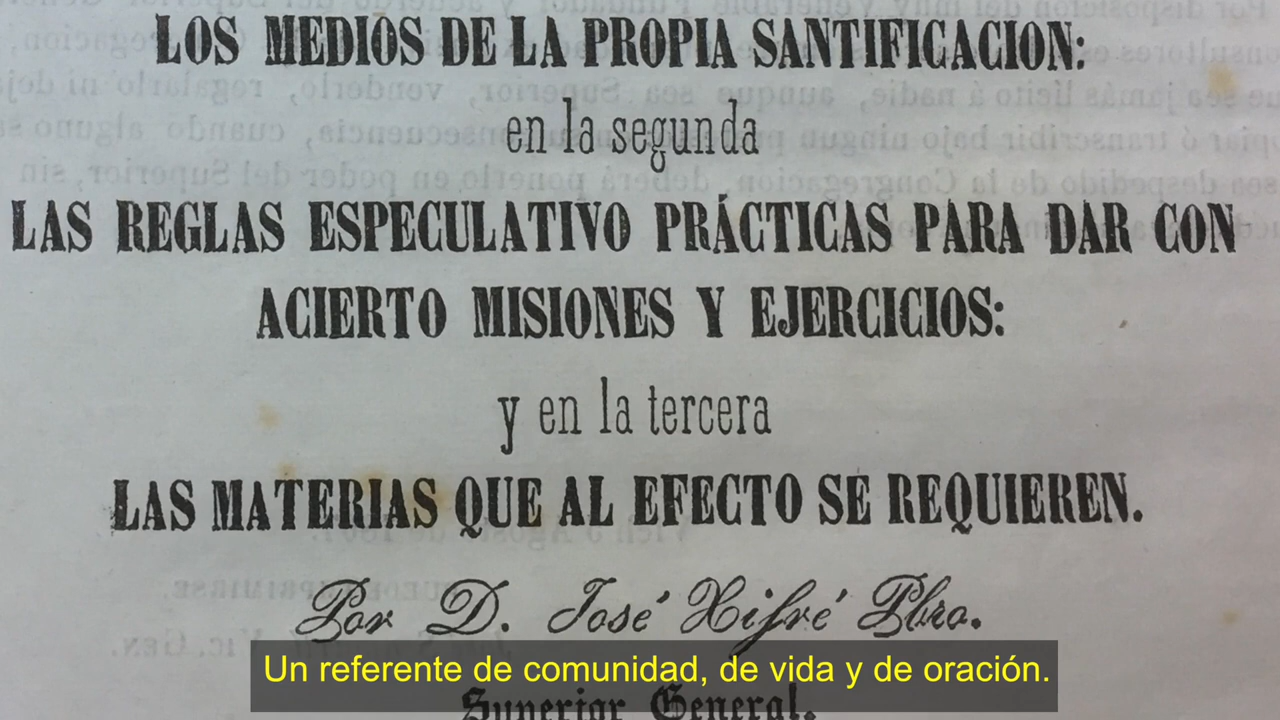 LOS MEDIOS DE LA PROPIA SANTIFICACION:
en la segunda
LAS REGLAS ESPECULATIVO PRÁCTICAS PARA DAR CON
ACIERTO MISIONES Y EJERCICIOS:
y en la tercera
LAS MATERIAS QUE AL EFECTO SE REQUIEREN.
Por D. José Xifré Pbro.
Un referente de comunidad, de vida y de oración.
Superior General.